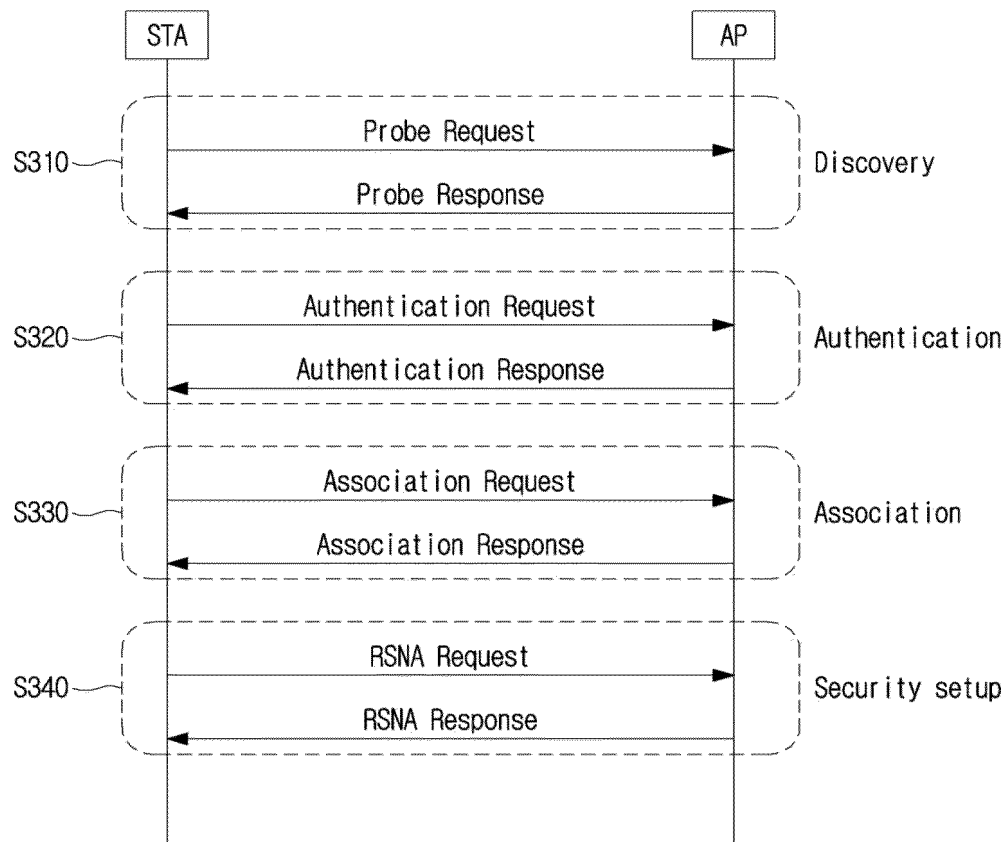 STA
AP
Probe Request
S310
Discovery
Probe Response
Authentication Request
S320
Authentication
Authentication Response
Association Request
S330
Association
Association Response
RSNA Request
S340
Security setup
RSNA Response